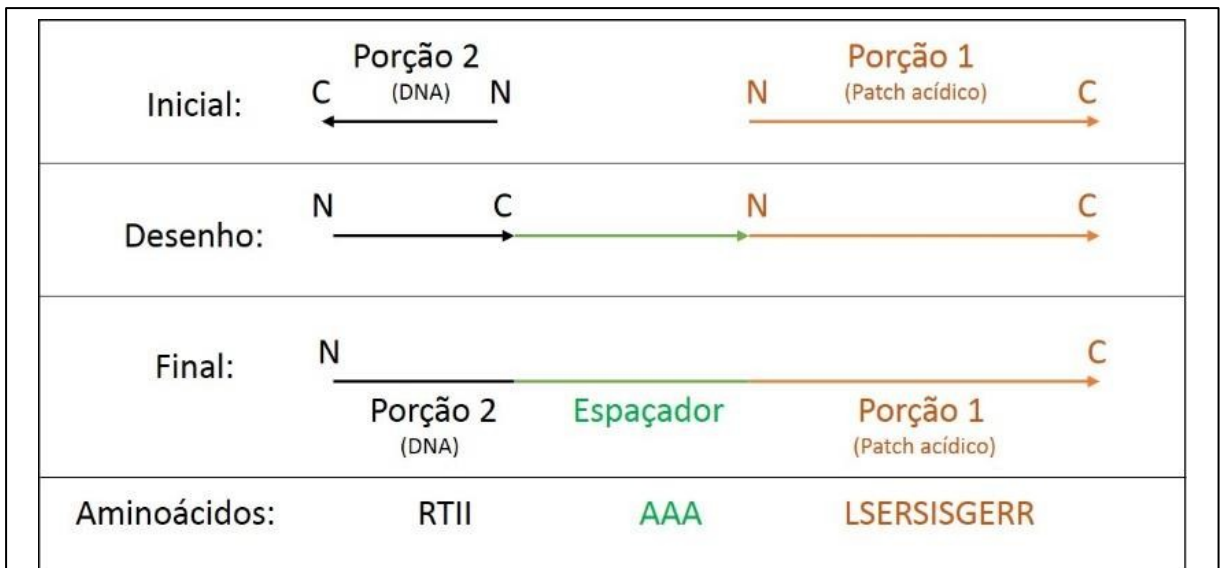 Porção 2
Porção 1
C (DNA) N
N (Patch acídico) C
Inicial:
N C N C
Desenho:
N C
Final:
Porção 2 Espaçador Porção 1
(DNA) (Patch acídico)
Aminoácidos: RTII AAA LSERSISGERR